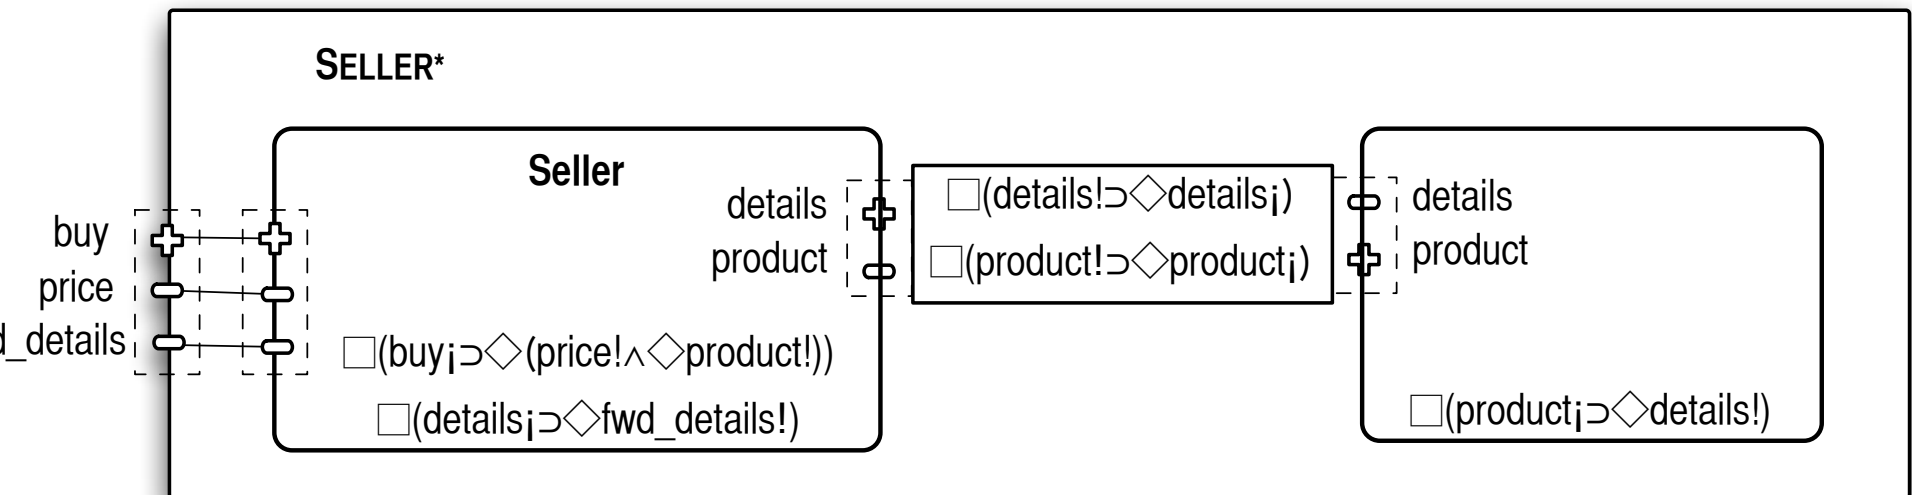 SELLER*
Seller
buy
price
d_details
details
product
□(buy¡⊃◇(price!∧◇product!))
□(details¡⊃◇fwd_details!)
□(details!⊃◇details¡)
□(product!⊃◇product¡)
details
product
□(product¡⊃◇details!)